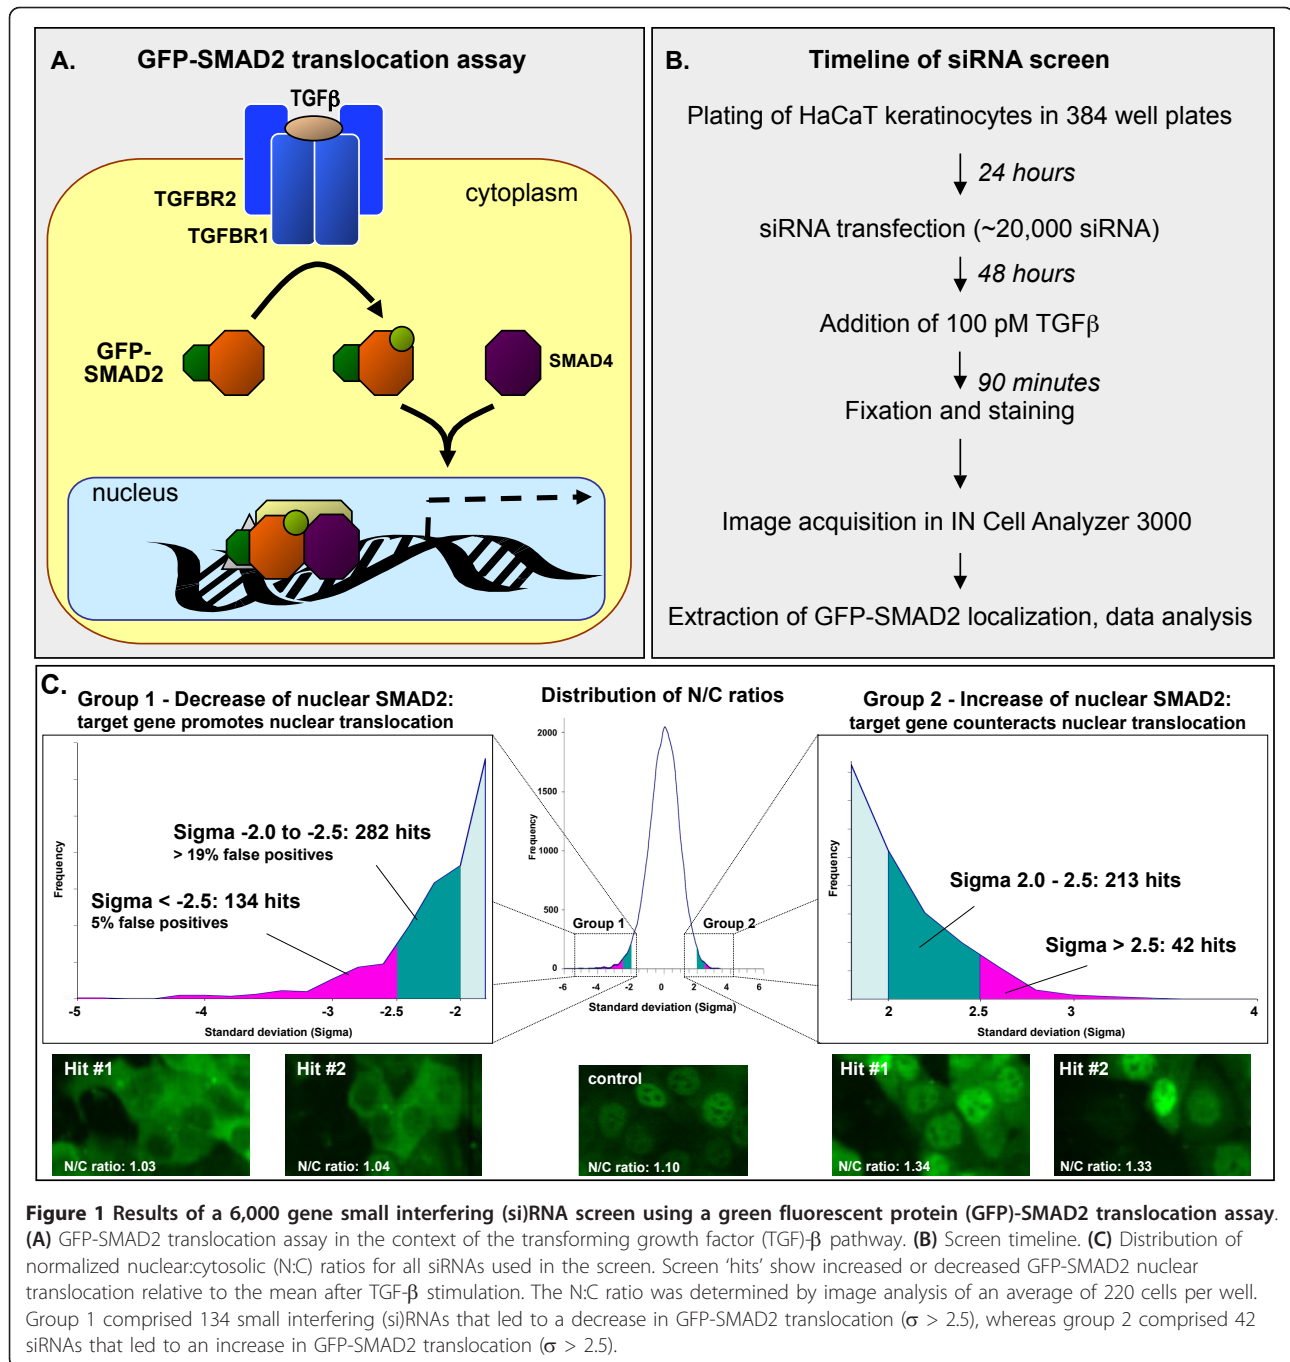 A.
GFP-SMAD2 translocation assay
TGFβ
cytoplasm
TGFBR2
TGFBR1
GFP-
SMAD2
SMAD4
nucleus
B.
Timeline of siRNA screen
Plating of HaCaT keratinocytes in 384 well plates
24 hours
siRNA transfection (~20,000 siRNA)
48 hours
Addition of 100 pM TGFβ
90 minutes
Fixation and staining
Image acquisition in IN Cell Analyzer 3000
Extraction of GFP-SMAD2 localization, data analysis
C.
Group 1 - Decrease of nuclear SMAD2:
target gene promotes nuclear translocation
Frequency
Sigma -2.0 to -2.5: 282 hits
> 19% false positives
Sigma < -2.5: 134 hits
5% false positives
-5 -4 -3 -2.5 -2
Standard deviation (Sigma)
Distribution of N/C ratios
2000
1500
1000
500
0
Frequency
Group 1
Group 2
-6 -4 -2 0 2 4 6
Standard deviation (Sigma)
Group 2 - Increase of nuclear SMAD2:
target gene counteracts nuclear translocation
Frequency
Sigma 2.0 - 2.5: 213 hits
Sigma > 2.5: 42 hits
2 2.5 3 4
Standard deviation (Sigma)
Hit #1
N/C ratio: 1.03
Hit #2
N/C ratio: 1.04
control
N/C ratio: 1.10
Hit #1
N/C ratio: 1.34
Hit #2
N/C ratio: 1.33
Figure 1 Results of a 6,000 gene small interfering (si)RNA screen using a green fluorescent protein (GFP)-SMAD2 translocation assay.
(A) GFP-SMAD2 translocation assay in the context of the transforming growth factor (TGF)-β pathway. (B) Screen timeline. (C) Distribution of
normalized nuclear:cytosolic (N:C) ratios for all siRNAs used in the screen. Screen ‘hits’ show increased or decreased GFP-SMAD2 nuclear
translocation relative to the mean after TGF-β stimulation. The N:C ratio was determined by image analysis of an average of 220 cells per well.
Group 1 comprised 134 small interfering (si)RNAs that led to a decrease in GFP-SMAD2 translocation (σ > 2.5), whereas group 2 comprised 42
siRNAs that led to an increase in GFP-SMAD2 translocation (σ > 2.5).